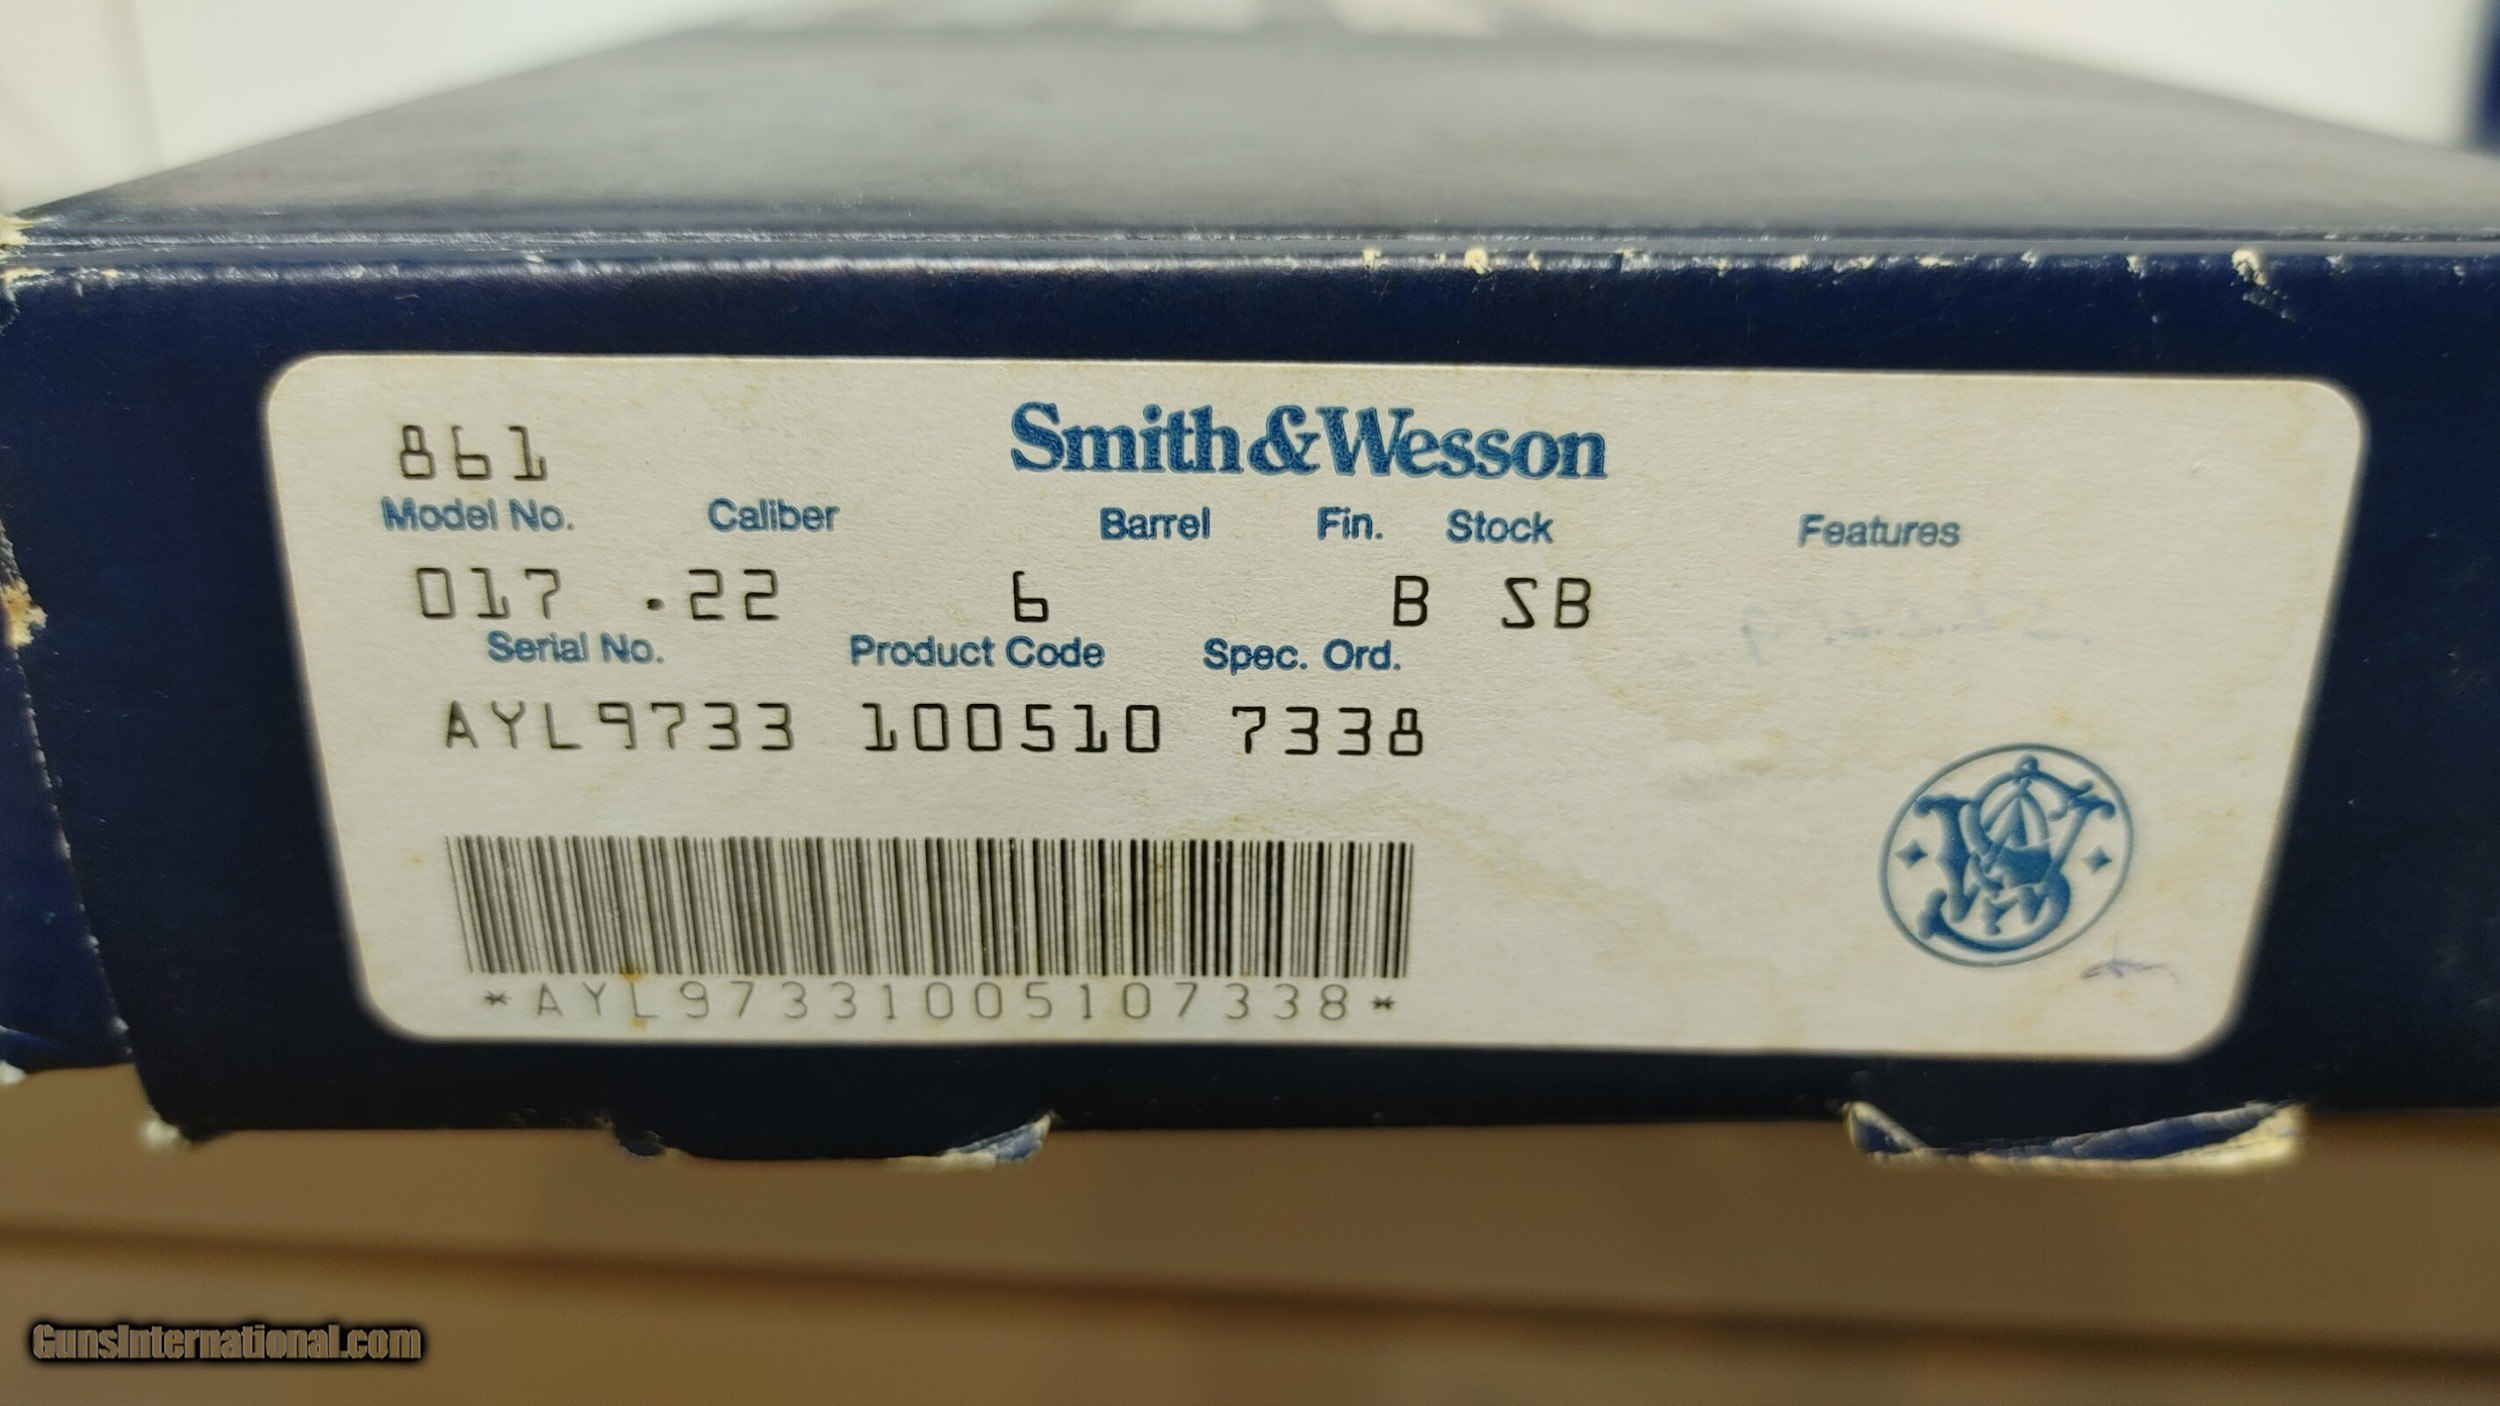 Smith&Wesson
861
Model No. Caliber Barrel Fin. Stock Features
017 .22 6 B SB
Serial No. Product Code Spec. Ord.
AYL9733 100510 7338
*AYL97331005107338*
GunsInternational.com